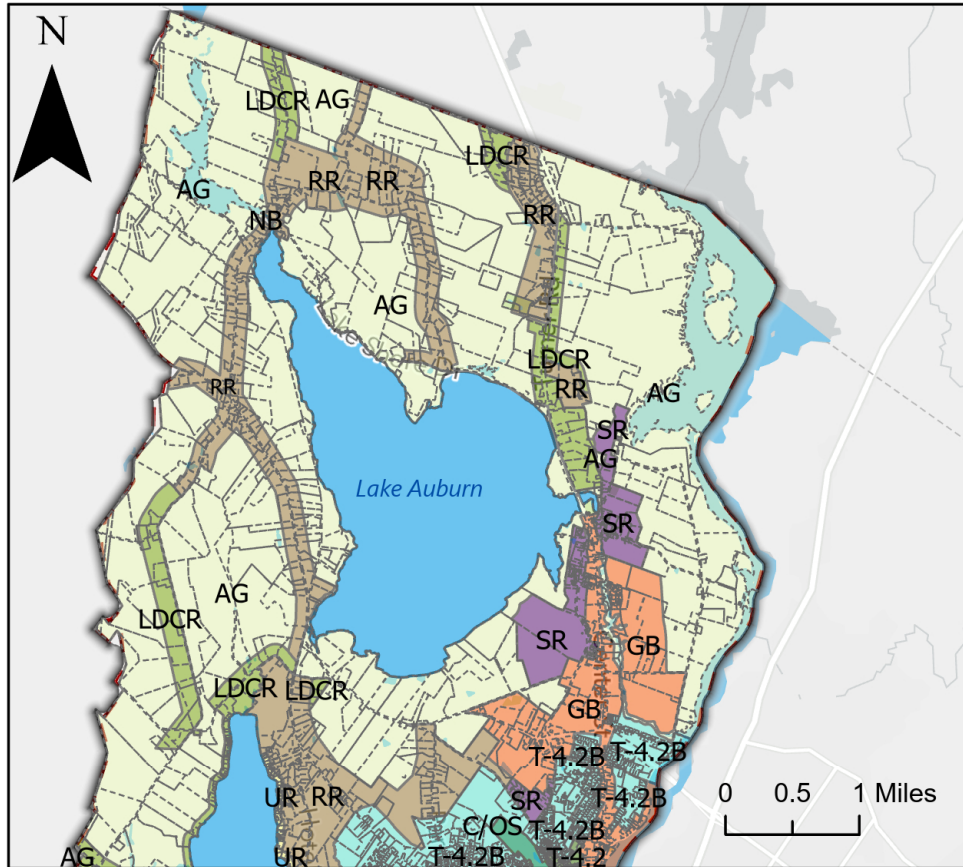 N
LDCR AG
LDCR
RR RR
AG
RR
NB
AG
LDCR
RR
RR
AG
SR
AG
Lake Auburn
SR
AG
LDCR
SR
GB
LDCR LDCR
GB
T-4.2B T-4.2B
UR RR
SR
T-4.2B
0 0.5 1 Miles
C/OS
T-4.2B
AG
UR
T-4.2B
T-4.2